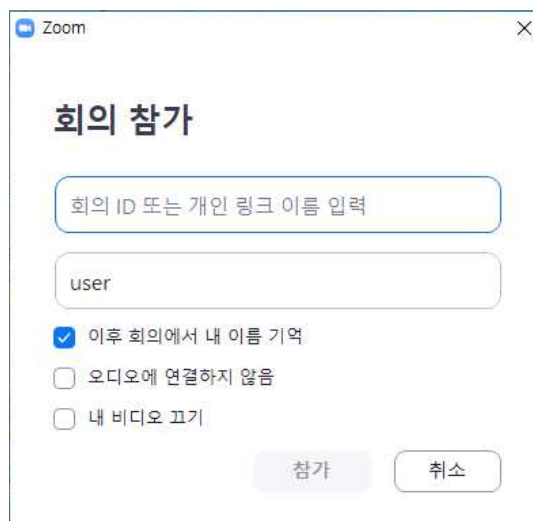 Zoom
회의 참가
회의 ID 또는 개인 링크 이름 입력
user
이후 회의에서 내 이름 기억
오디오에 연결하지 않음
내 비디오 끄기
참가 취소